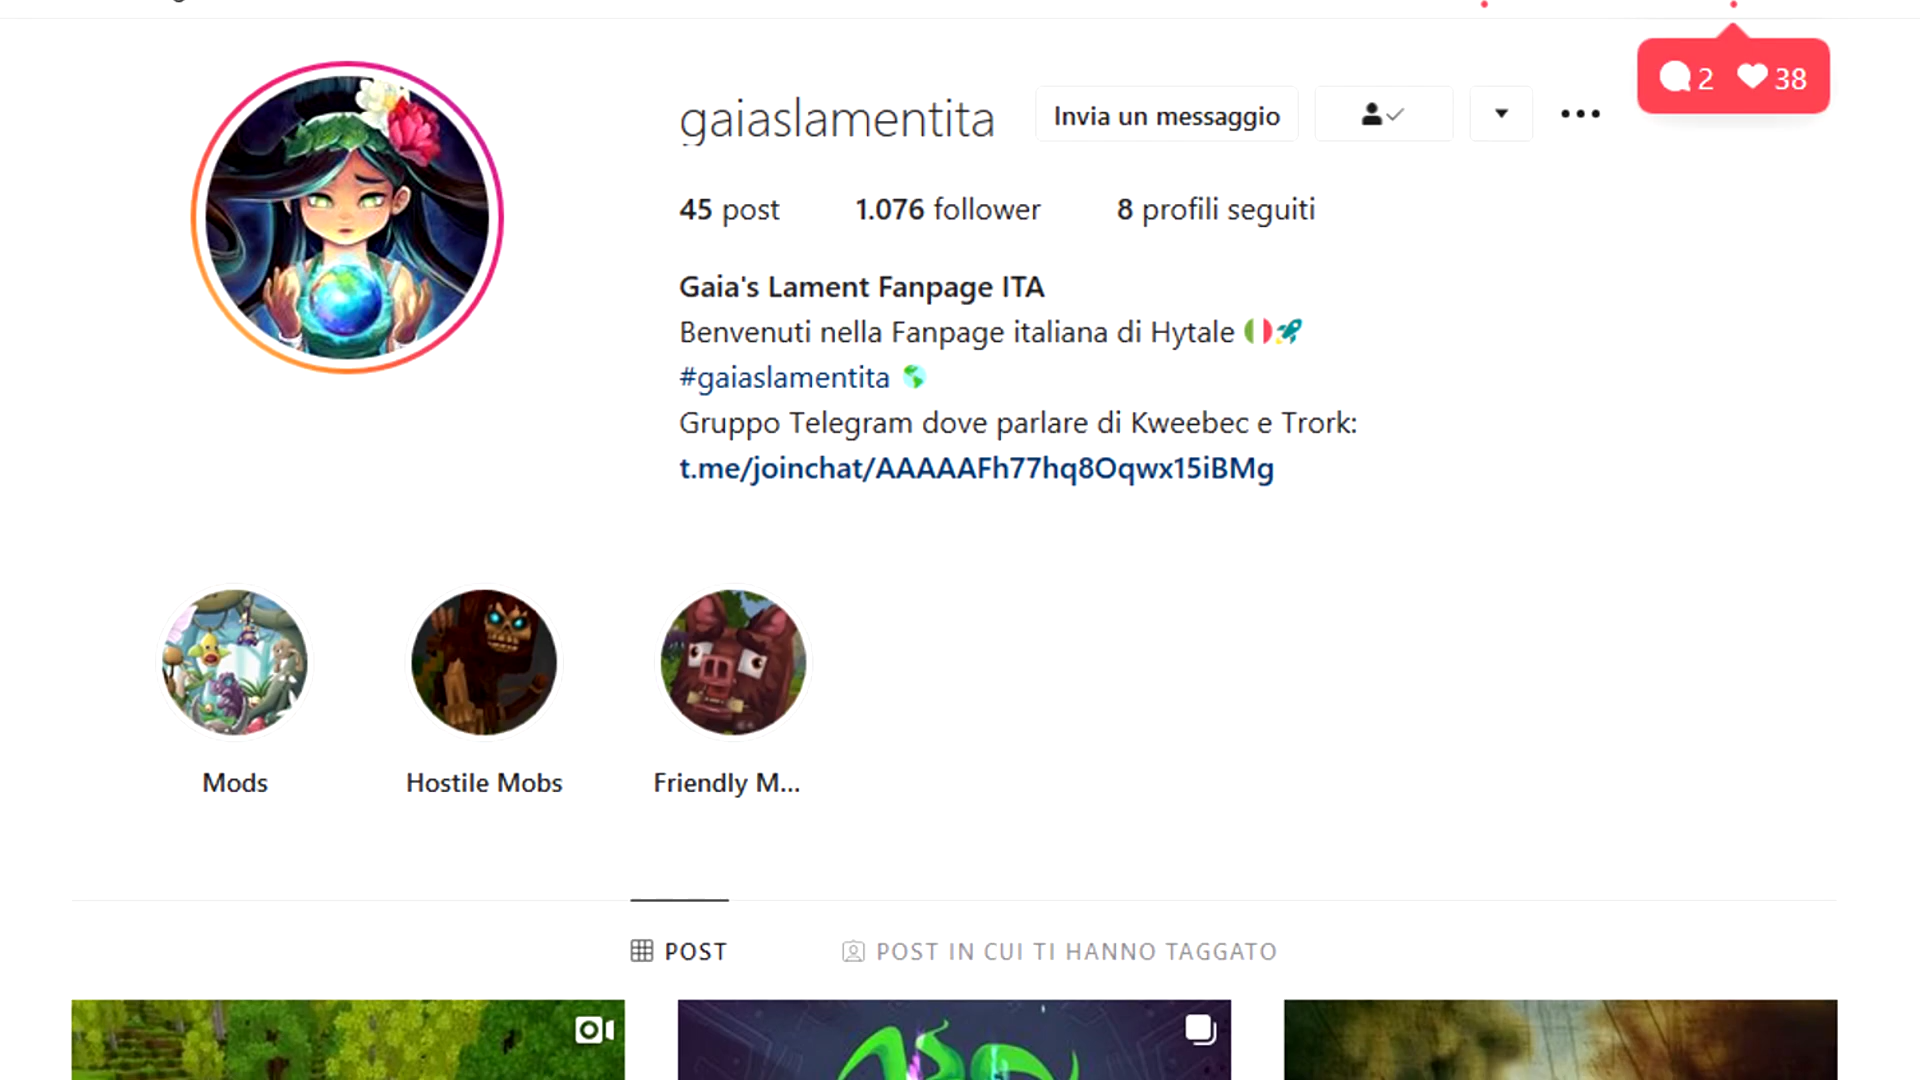 gaiaslamentita
Invia un messaggio
2 38
45 post 1.076 follower 8 profili seguiti
Gaia's Lament Fanpage ITA
Benvenuti nella Fanpage italiana di Hytale
#gaiaslamentita
Gruppo Telegram dove parlare di Kweebec e Trork:
t.me/joinchat/AAAAAFh77hq8Oqwx15iBMg
Mods Hostile Mobs Friendly M...
POST POST IN CUI TI HANNO TAGGATO